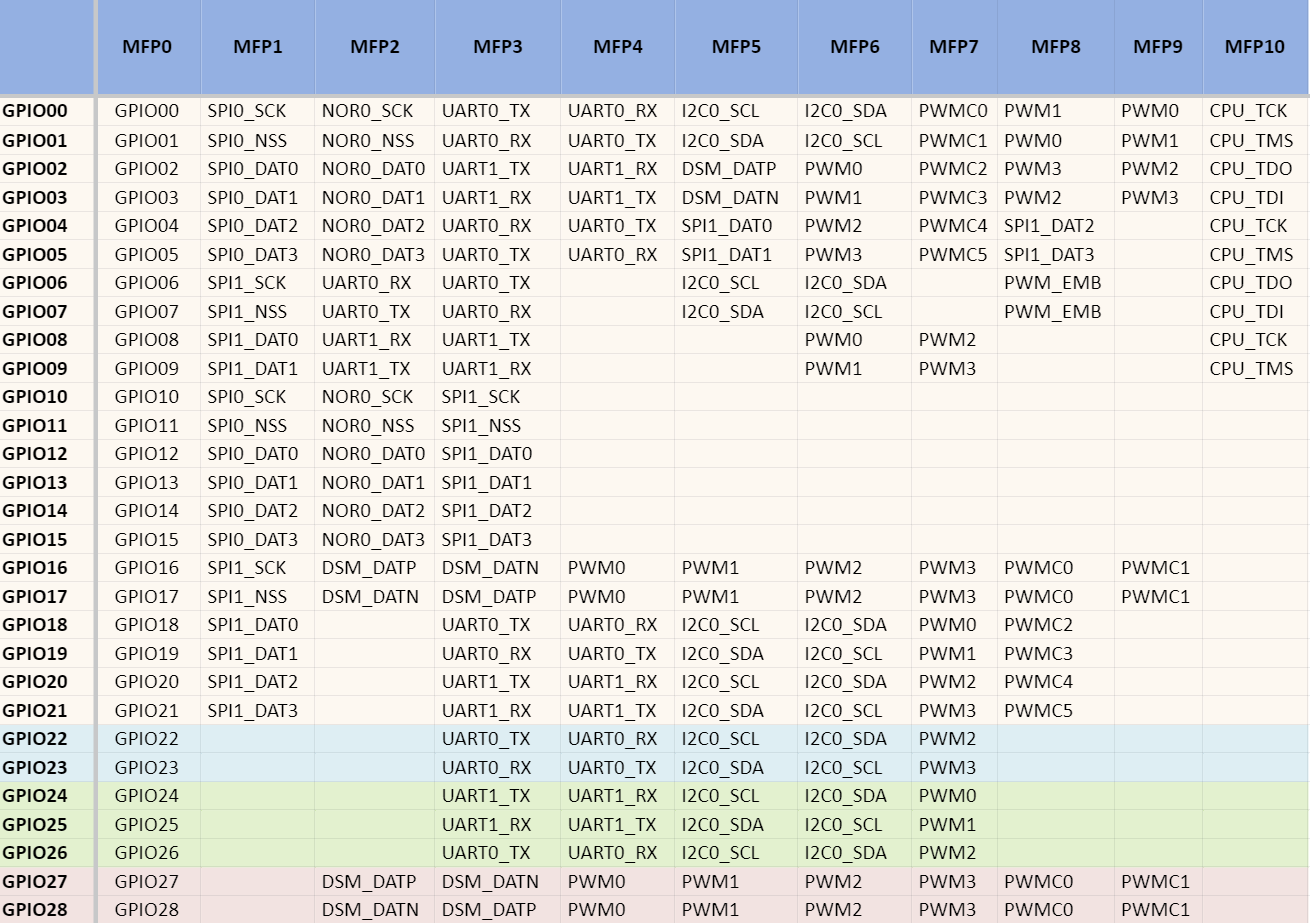 MFP0 MFP1 MFP2 MFP3 MFP4 MFP5 MFP6 MFP7 MFP8 MFP9 MFP10
GPIO00 GPIO00 SPI0_SCK NOR0_SCK UART0_TX UART0_RX I2C0_SCL I2C0_SDA PWMC0 PWM1 PWM0 CPU_TCK
GPIO01 GPIO01 SPI0_NSS NOR0_NSS UART0_RX UART0_TX I2C0_SDA I2C0_SCL PWMC1 PWM0 PWM1 CPU_TMS
GPIO02 GPIO02 SPI0_DAT0 NOR0_DAT0 UART1_TX UART1_RX DSM_DATP PWM0 PWMC2 PWM3 PWM2 CPU_TDO
GPIO03 GPIO03 SPI0_DAT1 NOR0_DAT1 UART1_RX UART1_TX DSM_DATN PWM1 PWMC3 PWM2 PWM3 CPU_TDI
GPIO04 GPIO04 SPI0_DAT2 NOR0_DAT2 UART0_RX UART0_TX SPI1_DAT0 PWM2 PWMC4 SPI1_DAT2 CPU_TCK
GPIO05 GPIO05 SPI0_DAT3 NOR0_DAT3 UART0_TX UART0_RX SPI1_DAT1 PWM3 PWMC5 SPI1_DAT3 CPU_TMS
GPIO06 GPIO06 SPI1_SCK UART0_RX UART0_TX I2C0_SCL I2C0_SDA PWM_EMB CPU_TDO
GPIO07 GPIO07 SPI1_NSS UART0_TX UART0_RX I2C0_SDA I2C0_SCL PWM_EMB CPU_TDI
GPIO08 GPIO08 SPI1_DAT0 UART1_RX UART1_TX PWM0 PWM2 CPU_TCK
GPIO09 GPIO09 SPI1_DAT1 UART1_TX UART1_RX PWM1 PWM3 CPU_TMS
GPIO10 GPIO10 SPI0_SCK NOR0_SCK SPI1_SCK
GPIO11 GPIO11 SPI0_NSS NOR0_NSS SPI1_NSS
GPIO12 GPIO12 SPI0_DAT0 NOR0_DAT0 SPI1_DAT0
GPIO13 GPIO13 SPI0_DAT1 NOR0_DAT1 SPI1_DAT1
GPIO14 GPIO14 SPI0_DAT2 NOR0_DAT2 SPI1_DAT2
GPIO15 GPIO15 SPI0_DAT3 NOR0_DAT3 SPI1_DAT3
GPIO16 GPIO16 SPI1_SCK DSM_DATP DSM_DATN PWM0 PWM1 PWM2 PWM3 PWMC0 PWMC1
GPIO17 GPIO17 SPI1_NSS DSM_DATN DSM_DATP PWM0 PWM1 PWM2 PWM3 PWMC0 PWMC1
GPIO18 GPIO18 SPI1_DAT0 UART0_TX UART0_RX I2C0_SCL I2C0_SDA PWM0 PWMC2
GPIO19 GPIO19 SPI1_DAT1 UART0_RX UART0_TX I2C0_SDA I2C0_SCL PWM1 PWMC3
GPIO20 GPIO20 SPI1_DAT2 UART1_TX UART1_RX I2C0_SCL I2C0_SDA PWM2 PWMC4
GPIO21 GPIO21 SPI1_DAT3 UART1_RX UART1_TX I2C0_SDA I2C0_SCL PWM3 PWMC5
GPIO22 GPIO22 UART0_TX UART0_RX I2C0_SCL I2C0_SDA PWM2
GPIO23 GPIO23 UART0_RX UART0_TX I2C0_SDA I2C0_SCL PWM3
GPIO24 GPIO24 UART1_TX UART1_RX I2C0_SCL I2C0_SDA PWM0
GPIO25 GPIO25 UART1_RX UART1_TX I2C0_SDA I2C0_SCL PWM1
GPIO26 GPIO26 UART0_TX UART0_RX I2C0_SCL I2C0_SDA PWM2
GPIO27 GPIO27 DSM_DATP DSM_DATN PWM0 PWM1 PWM2 PWM3 PWMC0 PWMC1
GPIO28 GPIO28 DSM_DATN DSM_DATP PWM0 PWM1 PWM2 PWM3 PWMC0 PWMC1